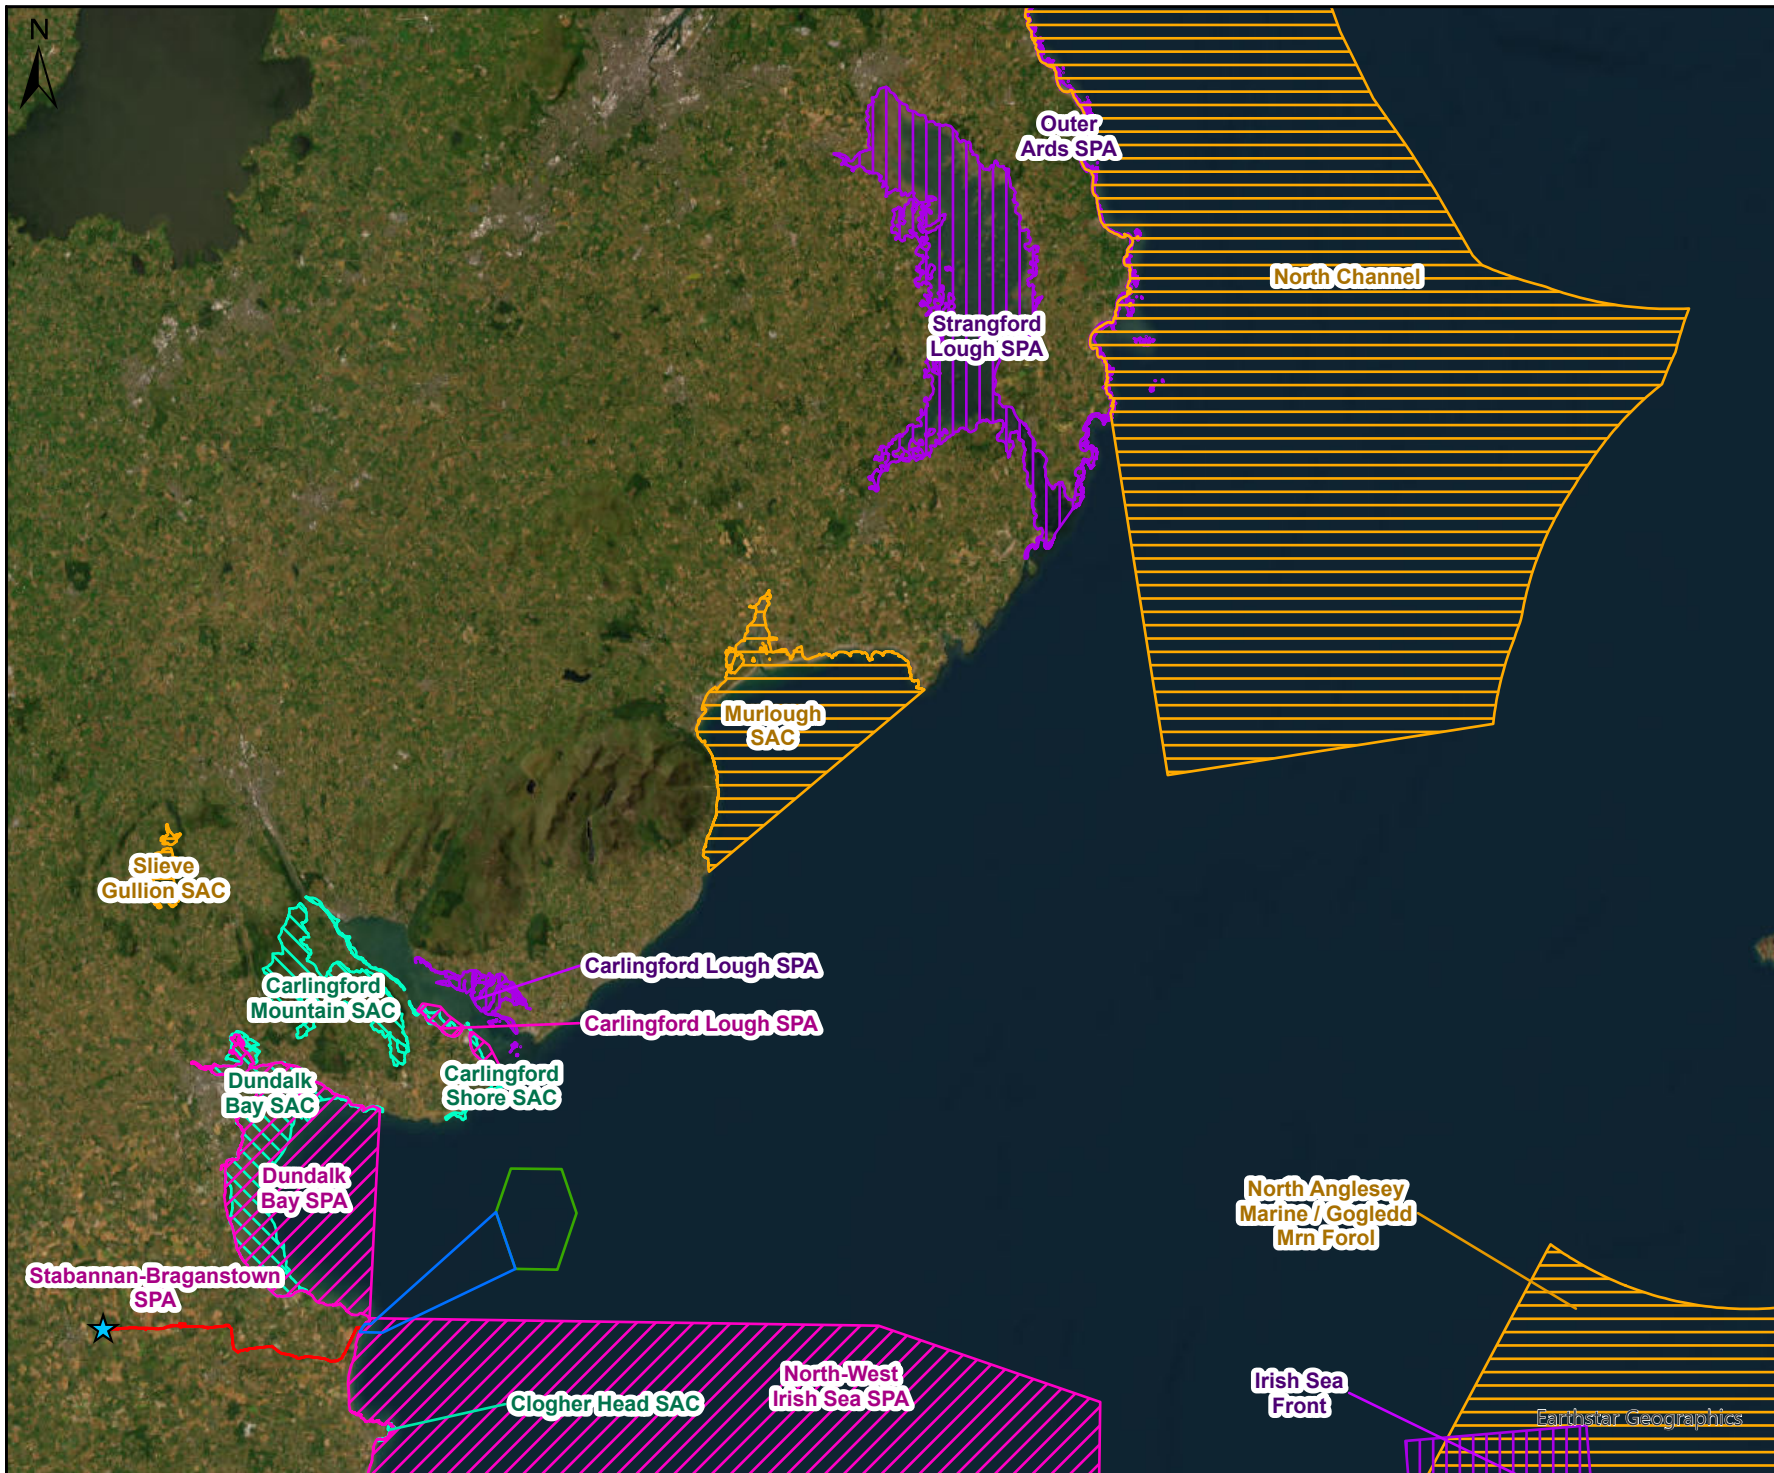 N
Outer
Ards SPA
North Channel
Strangford
Lough SPA
Murlough
SAC
Slieve
Gullion SAC
Carlingford Lough SPA
Carlingford
Mountain SAC
Carlingford Lough SPA
Carlingford
Shore SAC
Dundalk
Bay SAC
Dundalk
Bay SPA
North Anglesey
Marine / Gogledd
Mrn Forol
Stabannan-Braganstown
SPA
North-West
Irish Sea SPA
Irish Sea
Front
Clogher Head SAC
Earthstar Geographics